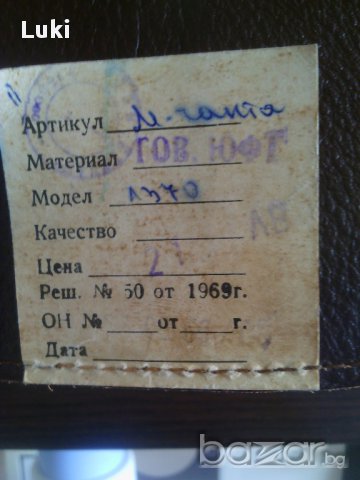 Luki
Артикул М. чанта
Материал ГОВ. ЮФТ
Модел 1370
Качество
Цена 27
Реш. № 50 от 1969г.
ОН № от г.
Дата
bazar.bg